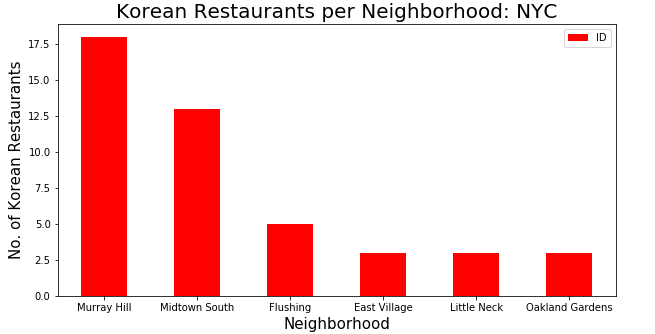 Korean Restaurants per Neighborhood: NYC
ID
No. of Korean Restaurants
17.5
15.0
12.5
10.0
7.5
5.0
2.5
0.0
Murray Hill Midtown South Flushing East Village Little Neck Oakland Gardens
Neighborhood